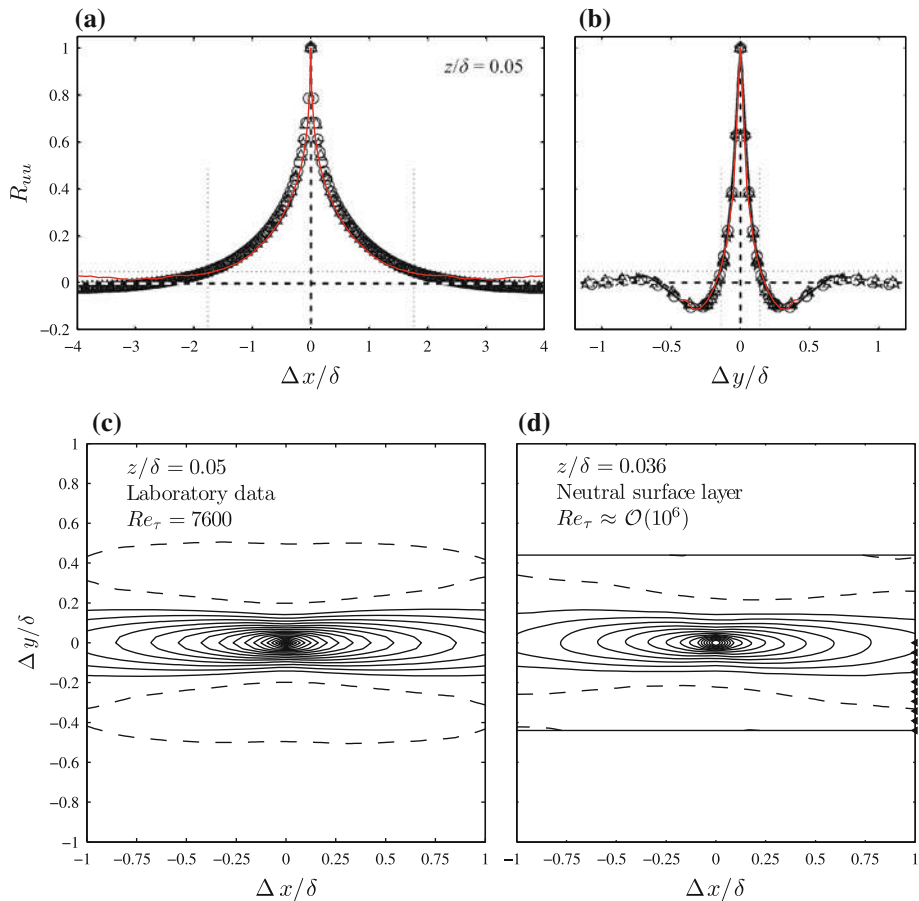 (a)
(b)
z/δ = 0.05
1
0.8
0.6
0.4
0.2
0
−0.2
R_uu
−4 −3 −2 −1 0 1 2 3 4
Δx/δ
−1 −0.5 0 0.5 1
Δy/δ
(c)
(d)
z/δ = 0.05
Laboratory data
Re_τ = 7600
z/δ = 0.036
Neutral surface layer
Re_τ ≈ O(10^6)
1
0.8
0.6
0.4
0.2
0
−0.2
−0.4
−0.6
−0.8
−1
Δy/δ
−1 −0.75 −0.5 −0.25 0 0.25 0.5 0.75 1
Δx/δ
−1 −0.75 −0.5 −0.25 0 0.25 0.5 0.75 1
Δx/δ